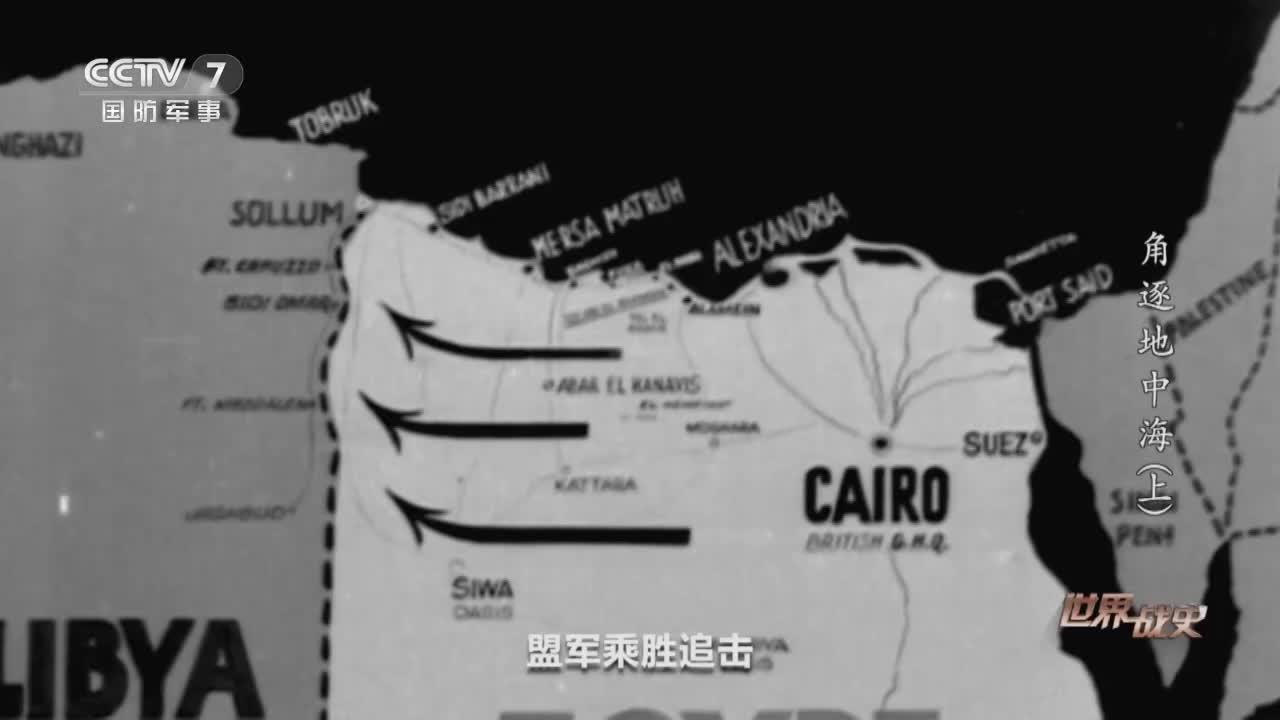 CCTV 7
国防军事
TOBRUK
NGHAZI
SIDI BARRANI
SOLLUM
MERSA MATRUH
ALEXANDRIA
FT. CAPUZZO
SIDI OMAR
PORT SAID
PALESTINE
ALAMEIN
ABAR EL KANAYIS
MOGHARA
SUEZ
KATTARA
CAIRO
BRITISH G.H.Q.
SIWA
OASIS
LIBYA
角逐地中海(上)
世界战史
盟军乘胜追击